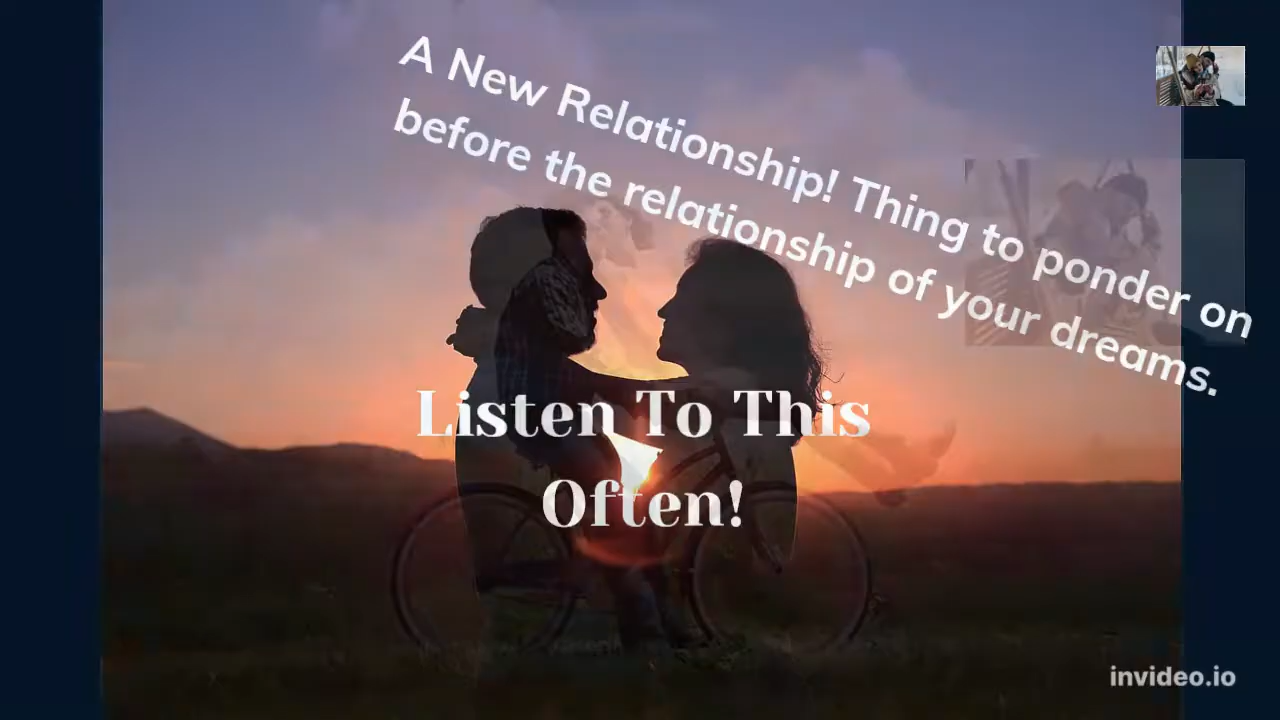 A New Relationship! Thing to ponder on
before the relationship of your dreams.
Listen To This
Often!
invideo.io